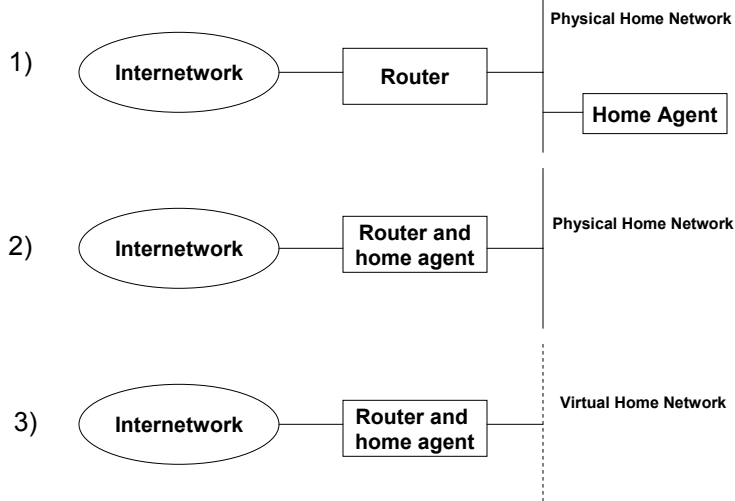 Physical Home Network
1)
Internetwork
Router
Home Agent
2)
Internetwork
Router and
home agent
Physical Home Network
3)
Internetwork
Router and
home agent
Virtual Home Network